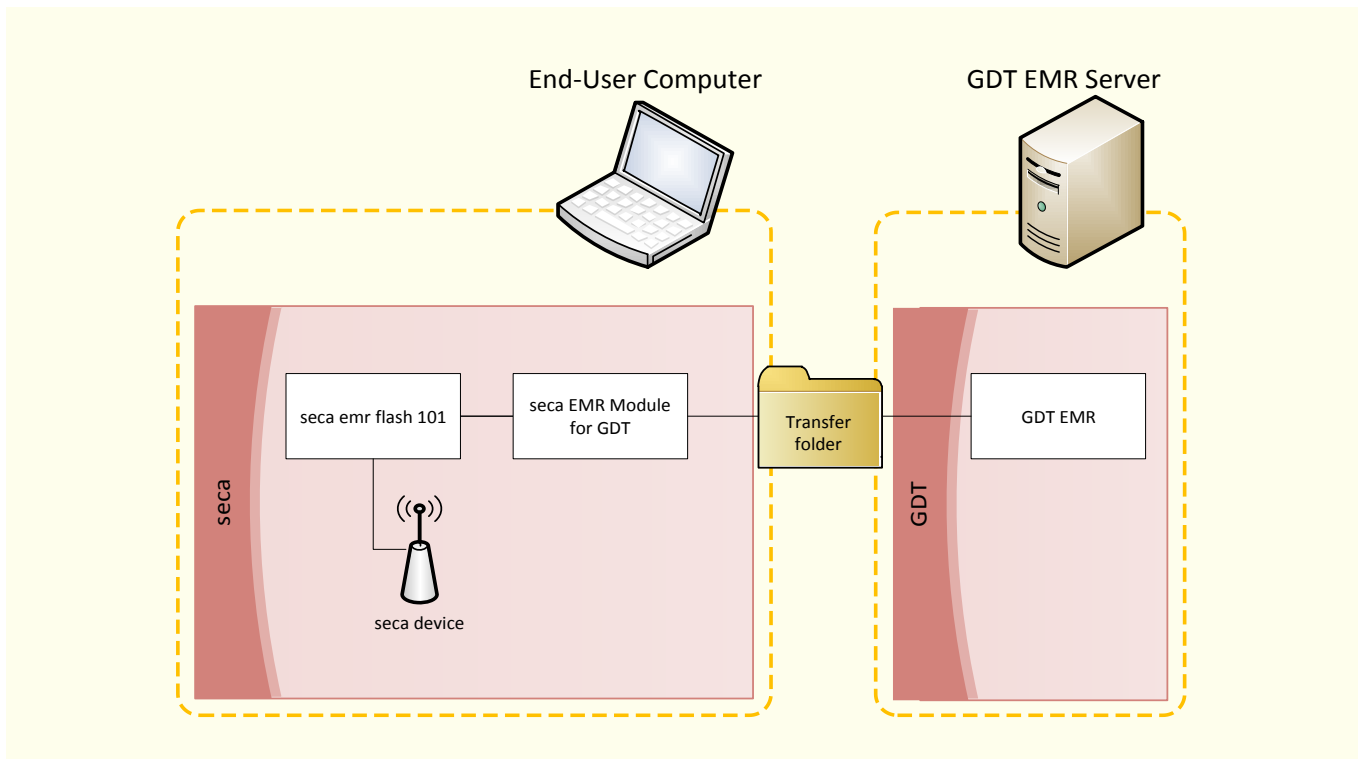 End-User Computer
GDT EMR Server
seca
seca emr flash 101
seca EMR Module
for GDT
Transfer
folder
GDT
GDT EMR
seca device